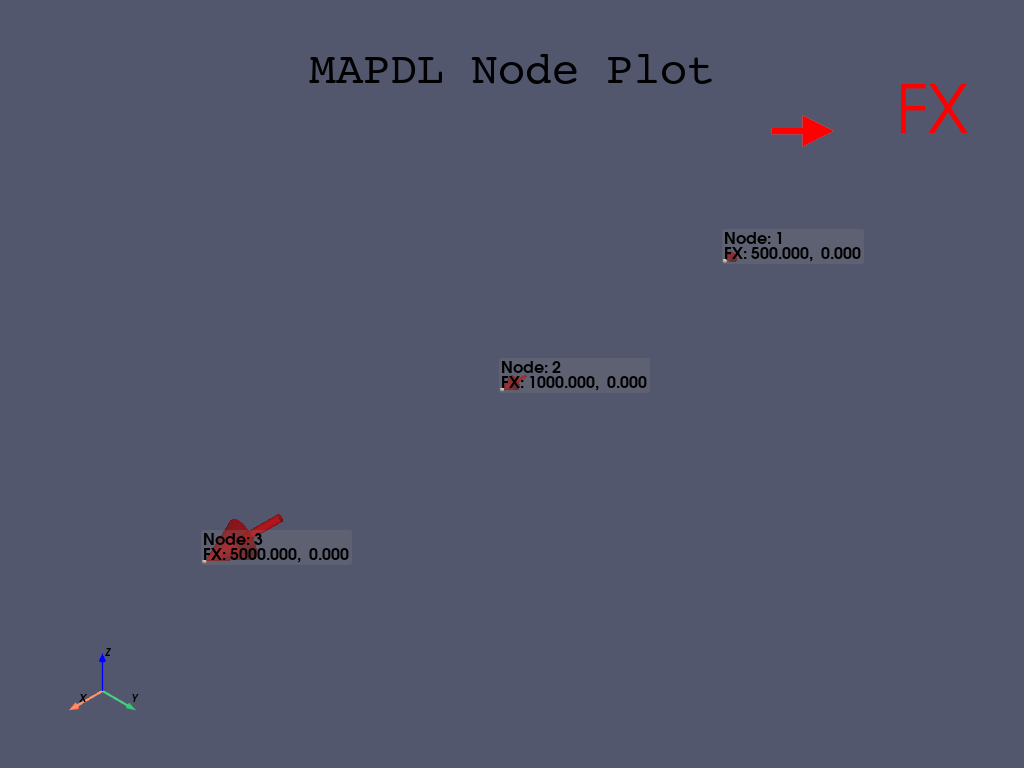 MAPDL Node Plot
FX
Node: 1
FX: 500.000, 0.000
Node: 2
FX: 1000.000, 0.000
Node: 3
FX: 5000.000, 0.000
Z
X
Y